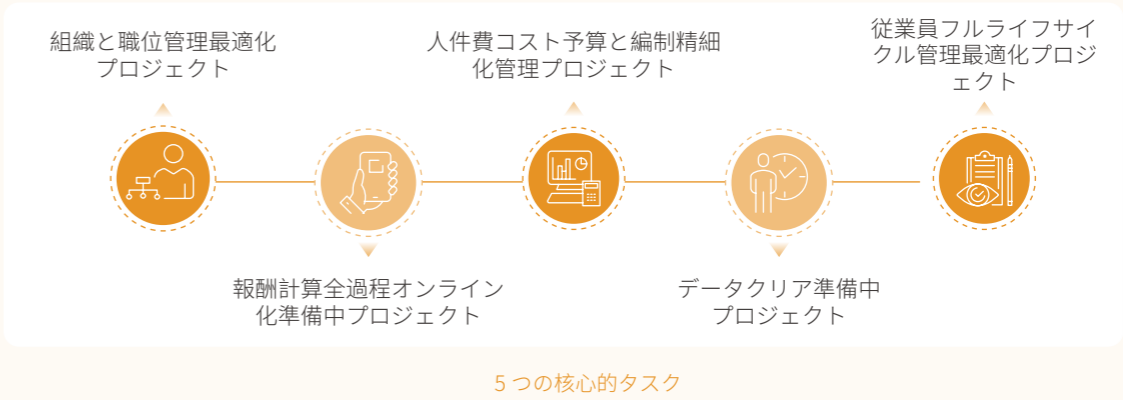 組織と職位管理最適化
プロジェクト
報酬計算全過程オンライン
化準備中プロジェクト
人件費コスト予算と編制精細
化管理プロジェクト
データクリア準備中
プロジェクト
従業員フルライフサイ
クル管理最適化プロジ
ェクト
5 つの核心的タスク